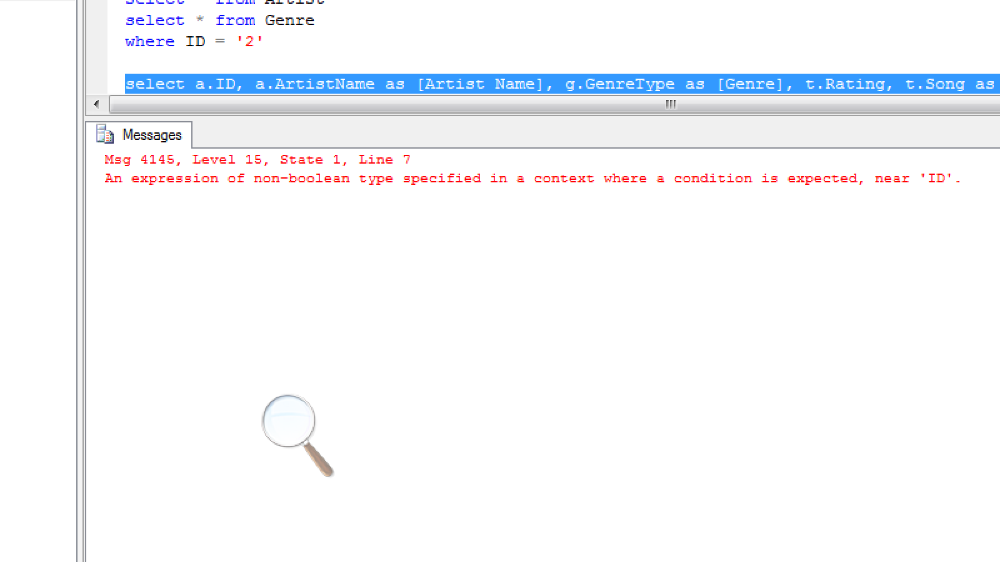 select * from Artist
select * from Genre
where ID = '2'
select a.ID, a.ArtistName as [Artist Name], g.GenreType as [Genre], t.Rating, t.Song as
Messages
Msg 4145, Level 15, State 1, Line 7
An expression of non-boolean type specified in a context where a condition is expected, near 'ID'.